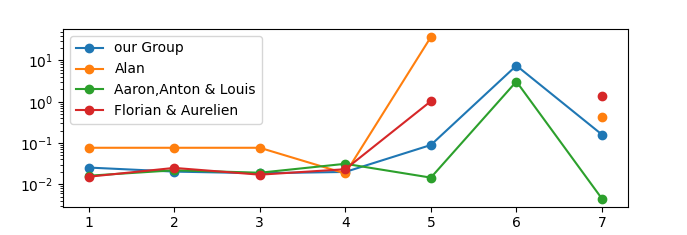 our Group
Alan
Aaron,Anton & Louis
Florian & Aurelien
10¹
10⁰
10⁻¹
10⁻²
1 2 3 4 5 6 7